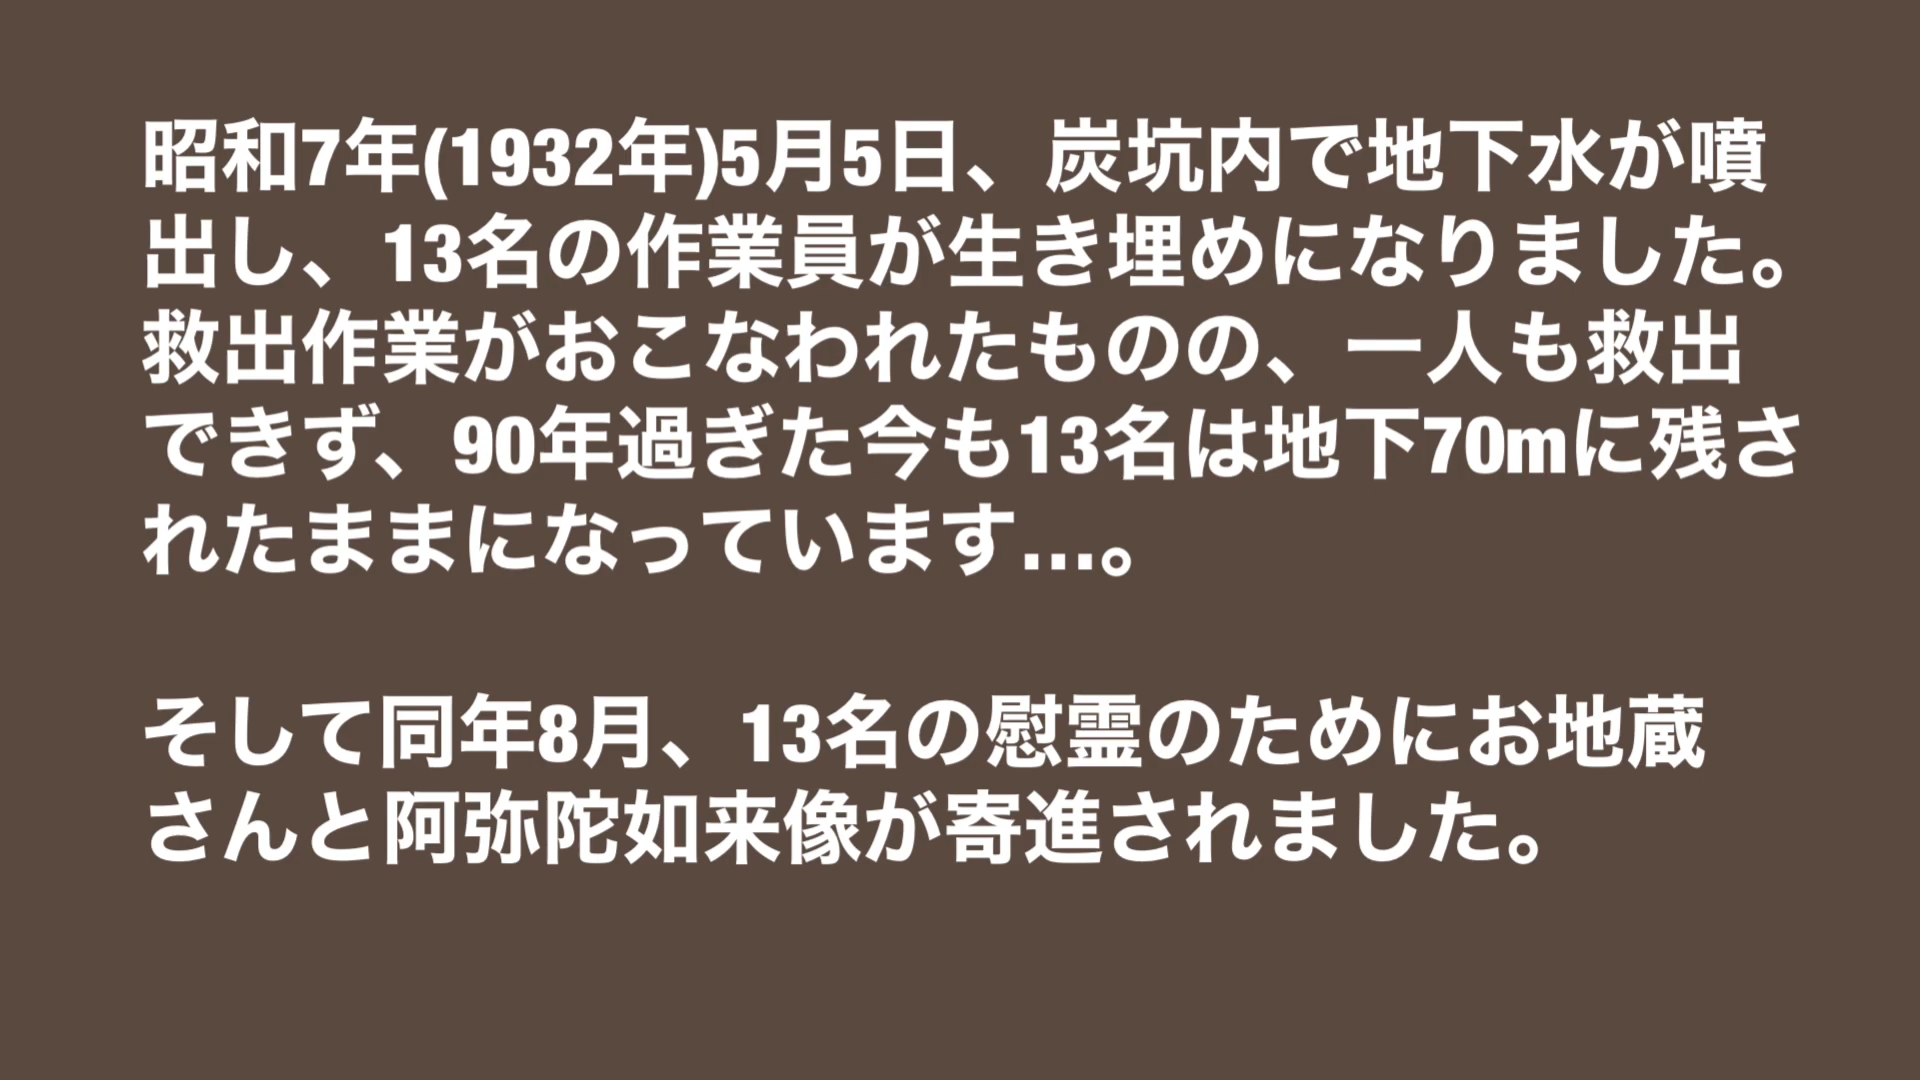 昭和7年(1932年)5月5日、炭坑内で地下水が噴
出し、13名の作業員が生き埋めになりました。
救出作業がおこなわれたものの、一人も救出
できず、90年過ぎた今も13名は地下70mに残さ
れたままになっています…。
そして同年8月、13名の慰霊のためにお地蔵
さんと阿弥陀如来像が寄進されました。